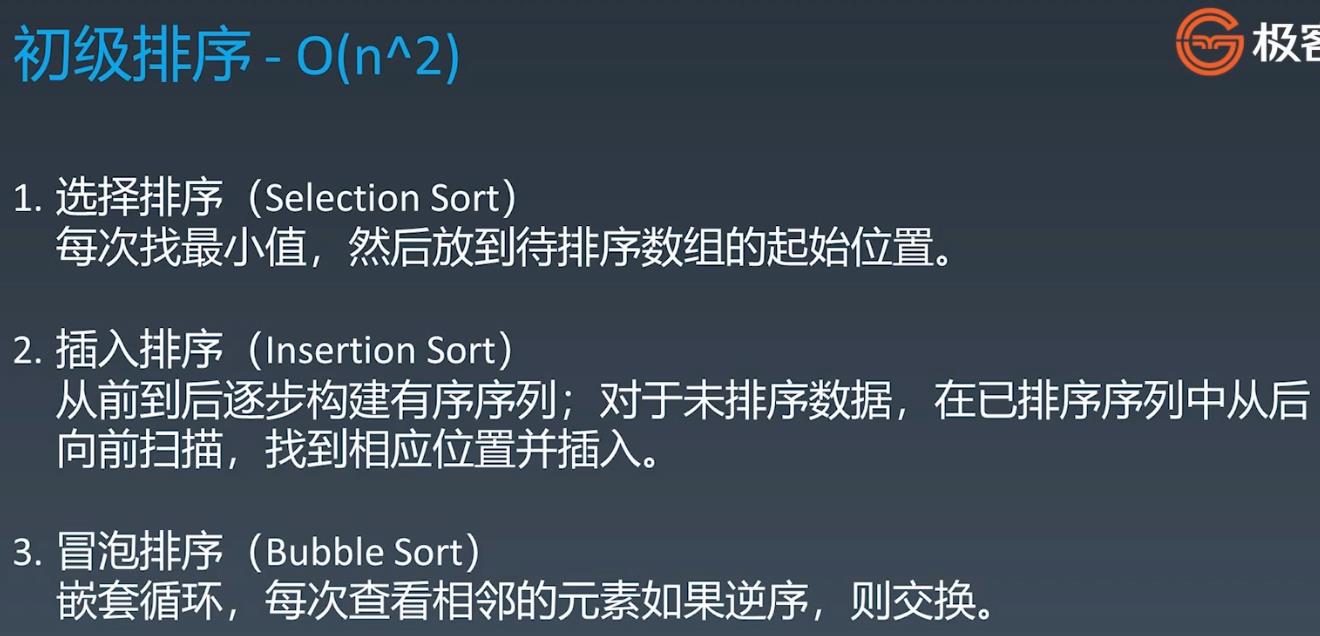 初级排序 - O(n^2)
极客
1. 选择排序（Selection Sort）
每次找最小值，然后放到待排序数组的起始位置。
2. 插入排序（Insertion Sort）
从前到后逐步构建有序序列；对于未排序数据，在已排序序列中从后
向前扫描，找到相应位置并插入。
3. 冒泡排序（Bubble Sort）
嵌套循环，每次查看相邻的元素如果逆序，则交换。